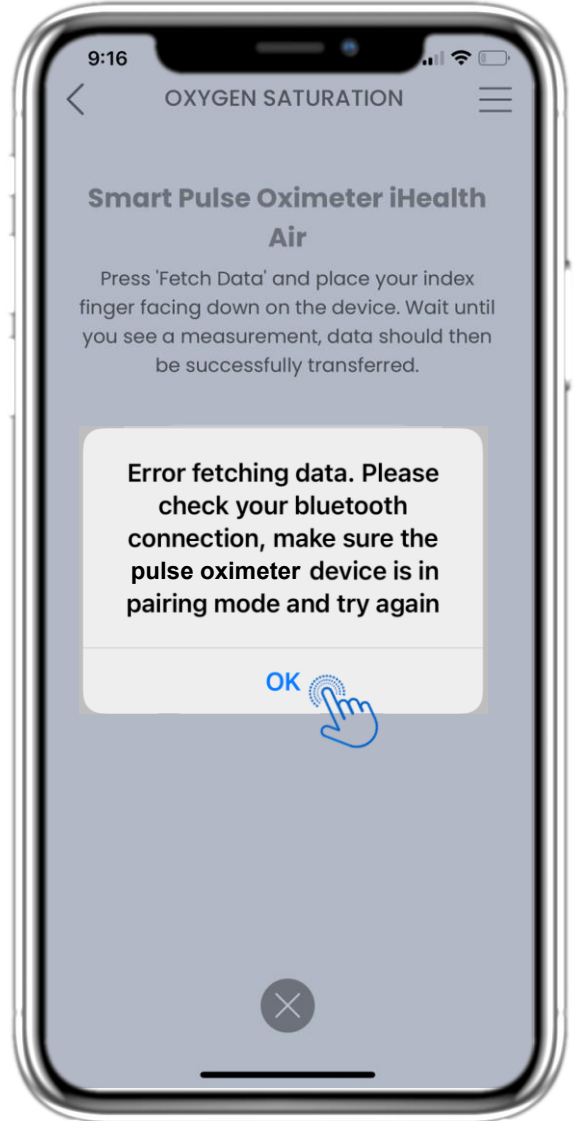 9:16
OXYGEN SATURATION
Smart Pulse Oximeter iHealth
Air
Press 'Fetch Data' and place your index
finger facing down on the device. Wait until
you see a measurement, data should then
be successfully transferred.
Error fetching data. Please
check your bluetooth
connection, make sure the
pulse oximeter device is in
pairing mode and try again
OK